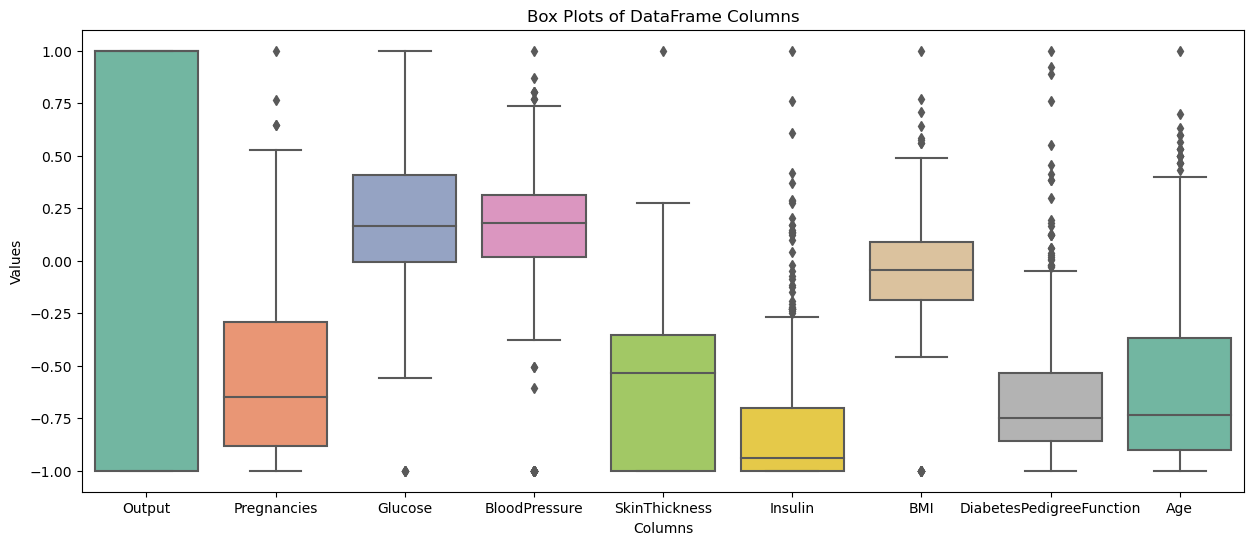 Box Plots of DataFrame Columns
Values
1.00
0.75
0.50
0.25
0.00
−0.25
−0.50
−0.75
−1.00
Output Pregnancies Glucose BloodPressure SkinThickness Insulin BMI DiabetesPedigreeFunction Age
Columns